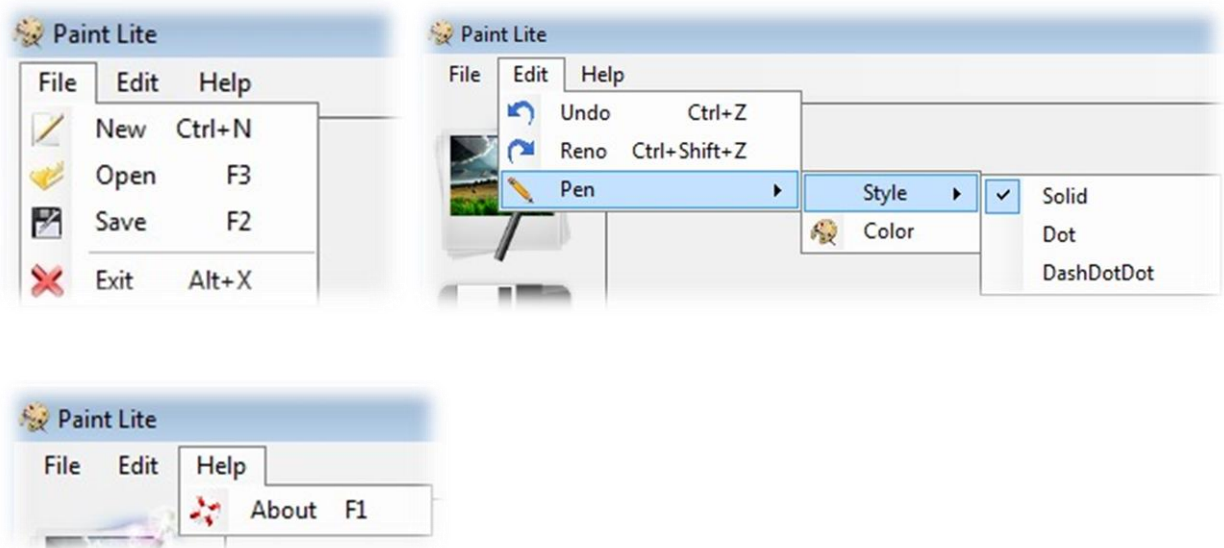 Paint Lite
File Edit Help
New Ctrl+N
Open F3
Save F2
Exit Alt+X
Paint Lite
File Edit Help
Undo Ctrl+Z
Reno Ctrl+Shift+Z
Pen
Style
Color
Solid
Dot
DashDotDot
Paint Lite
File Edit Help
About F1